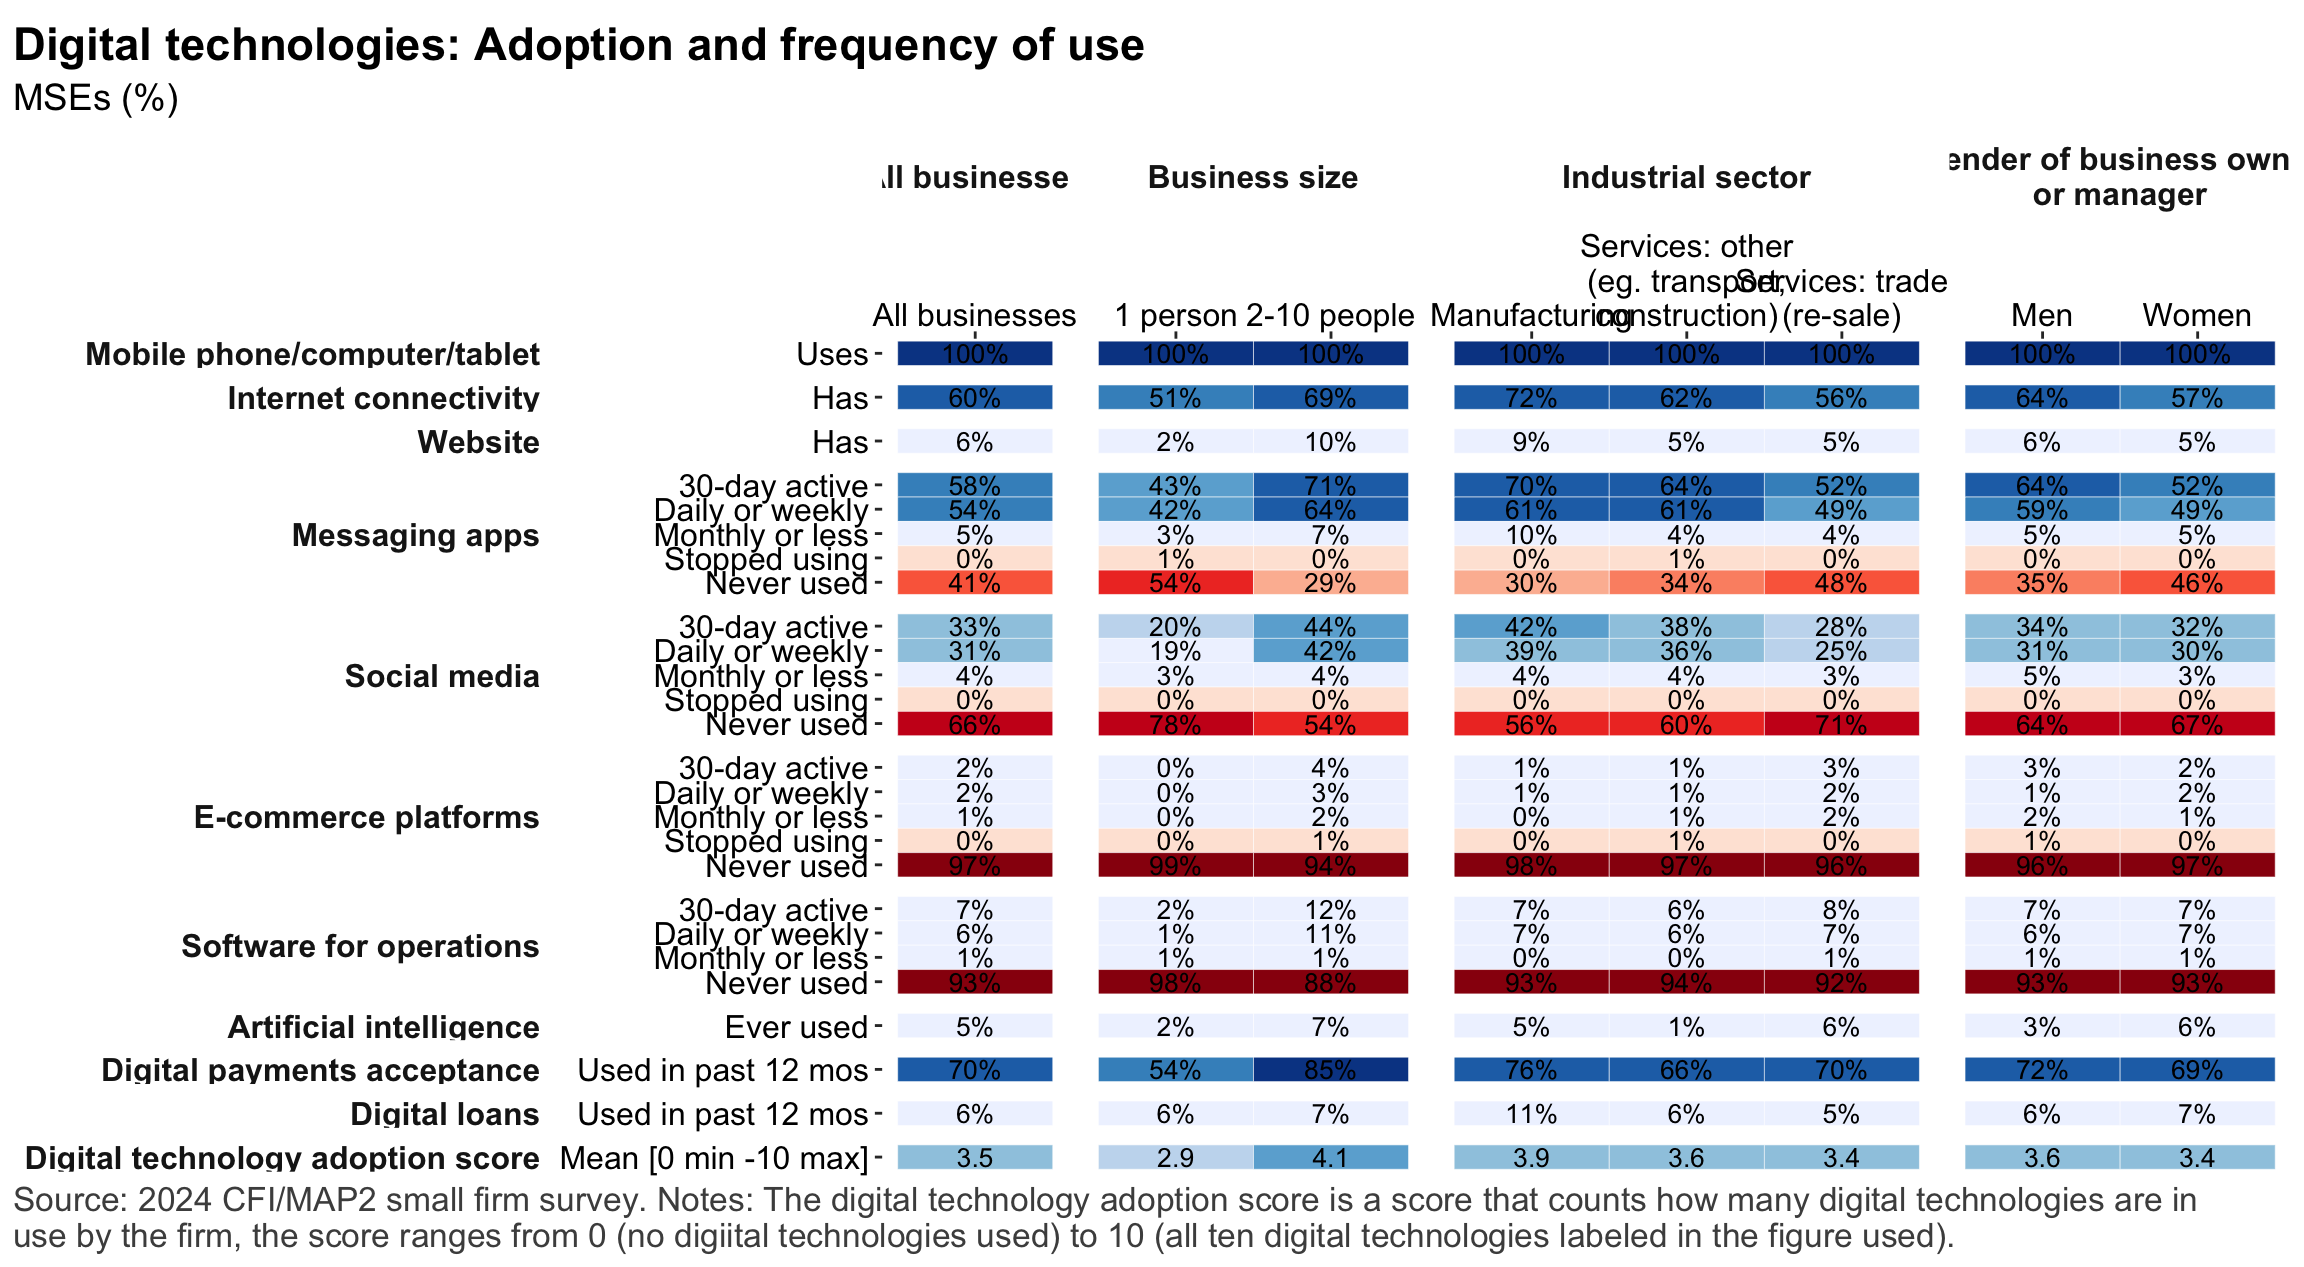 Digital technologies: Adoption and frequency of use
MSEs (%)
ll businesse Business size Industrial sector ender of business own
or manager
Services: other
(eg. transport, Services: trade
All businesses 1 person 2-10 people Manufacturing construction) (re-sale) Men Women
Mobile phone/computer/tablet Uses 100% 100% 100% 100% 100% 100% 100% 100%
Internet connectivity Has 60% 51% 69% 72% 62% 56% 64% 57%
Website Has 6% 2% 10% 9% 5% 5% 6% 5%
Messaging apps
30-day active 58% 43% 71% 70% 64% 52% 64% 52%
Daily or weekly 54% 42% 64% 61% 61% 49% 59% 49%
Monthly or less 5% 3% 7% 10% 4% 4% 5% 5%
Stopped using 0% 1% 0% 0% 1% 0% 0% 0%
Never used 41% 54% 29% 30% 34% 48% 35% 46%
Social media
30-day active 33% 20% 44% 42% 38% 28% 34% 32%
Daily or weekly 31% 19% 42% 39% 36% 25% 31% 30%
Monthly or less 4% 3% 4% 4% 4% 3% 5% 3%
Stopped using 0% 0% 0% 0% 0% 0% 0% 0%
Never used 66% 78% 54% 56% 60% 71% 64% 67%
E-commerce platforms
30-day active 2% 0% 4% 1% 1% 3% 3% 2%
Daily or weekly 2% 0% 3% 1% 1% 2% 1% 2%
Monthly or less 1% 0% 2% 0% 1% 2% 2% 1%
Stopped using 0% 0% 1% 0% 1% 0% 1% 0%
Never used 97% 99% 94% 98% 97% 96% 96% 97%
Software for operations
30-day active 7% 2% 12% 7% 6% 8% 7% 7%
Daily or weekly 6% 1% 11% 7% 6% 7% 6% 7%
Monthly or less 1% 1% 1% 0% 0% 1% 1% 1%
Never used 93% 98% 88% 93% 94% 92% 93% 93%
Artificial intelligence Ever used 5% 2% 7% 5% 1% 6% 3% 6%
Digital payments acceptance Used in past 12 mos 70% 54% 85% 76% 66% 70% 72% 69%
Digital loans Used in past 12 mos 6% 6% 7% 11% 6% 5% 6% 7%
Digital technology adoption score Mean [0 min -10 max] 3.5 2.9 4.1 3.9 3.6 3.4 3.6 3.4
Source: 2024 CFI/MAP2 small firm survey. Notes: The digital technology adoption score is a score that counts how many digital technologies are in
use by the firm, the score ranges from 0 (no digiital technologies used) to 10 (all ten digital technologies labeled in the figure used).